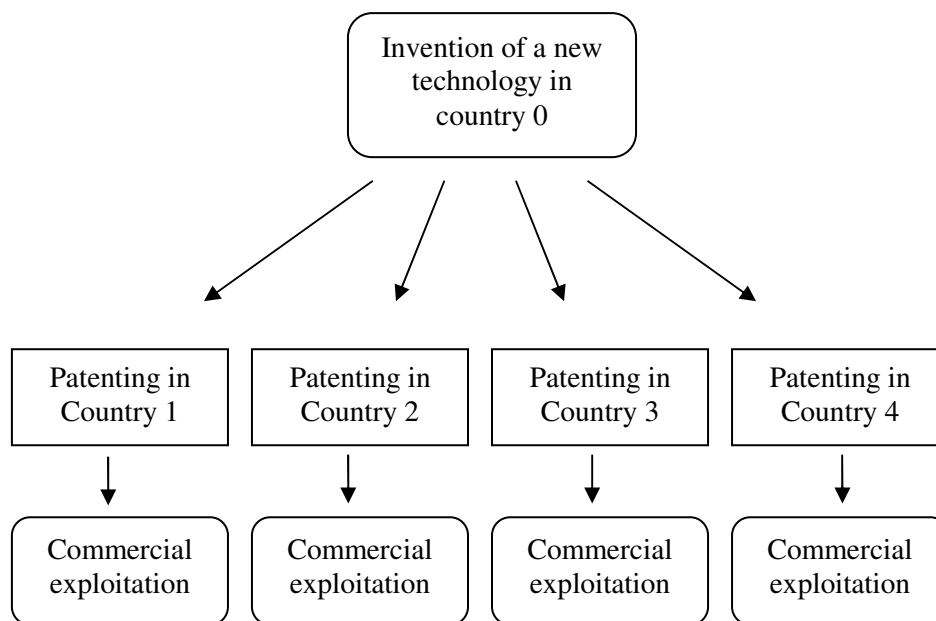 Invention of a new
technology in
country 0
Patenting in
Country 1
Patenting in
Country 2
Patenting in
Country 3
Patenting in
Country 4
Commercial
exploitation
Commercial
exploitation
Commercial
exploitation
Commercial
exploitation